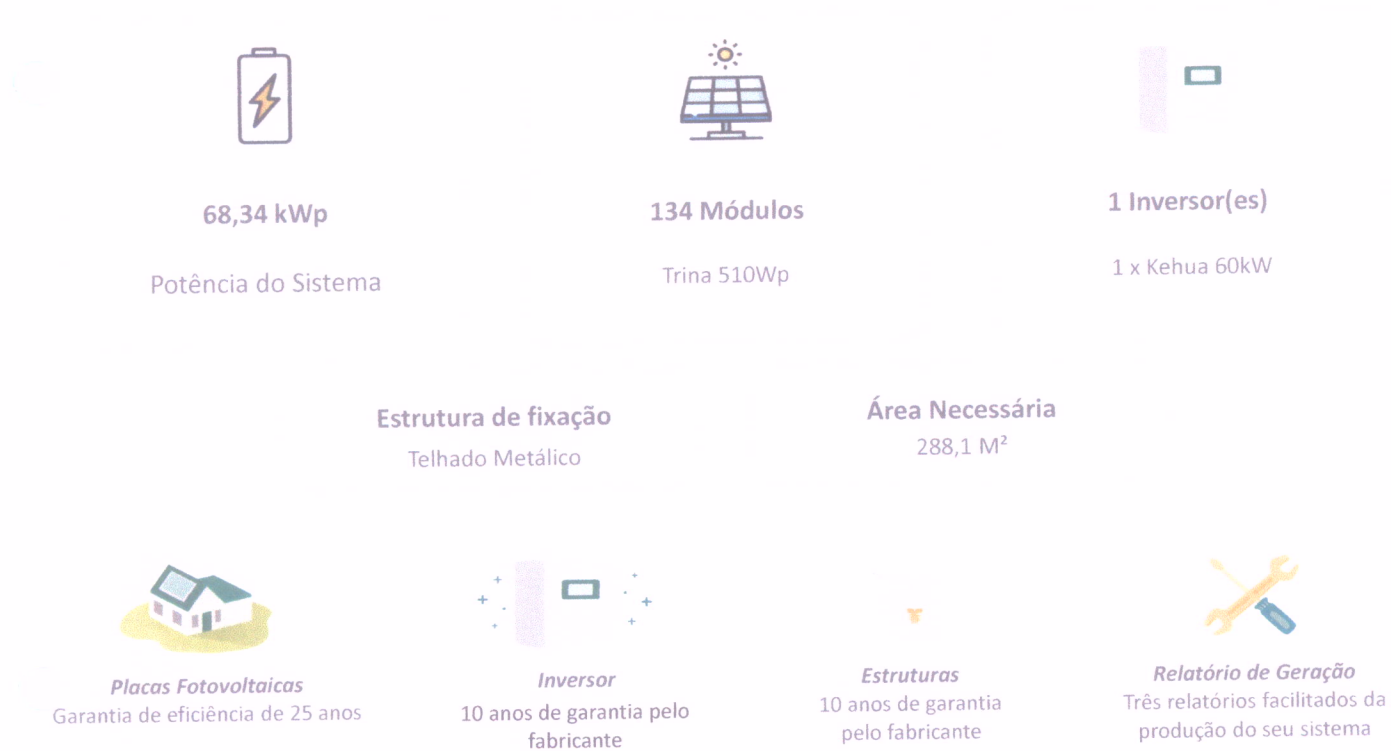 68,34 kWp
134 Módulos
1 Inversor(es)
Potência do Sistema
Trina 510Wp
1 x Kehua 60kW
Estrutura de fixação
Área Necessária
Telhado Metálico
288,1 M²
Placas Fotovoltaicas
Garantia de eficiência de 25 anos
Inversor
10 anos de garantia pelo
fabricante
Estruturas
10 anos de garantia
pelo fabricante
Relatório de Geração
Três relatórios facilitados da
produção do seu sistema